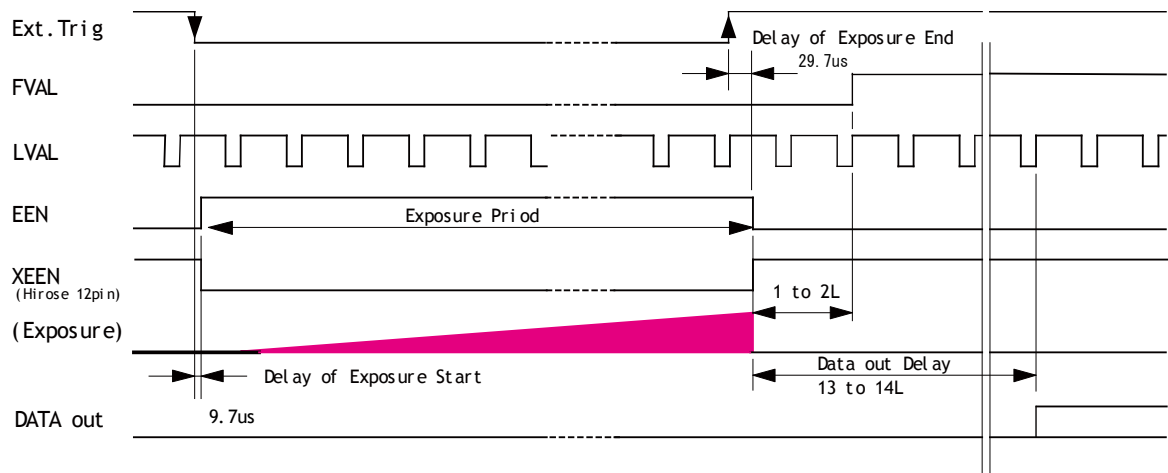 Ext.Trig
Delay of Exposure End
29.7us
FVAL
LVAL
EEN
Exposure Priod
XEEN
(Hirose 12pin)
1 to 2L
(Exposure)
Data out Delay
13 to 14L
Delay of Exposure Start
9.7us
DATA out